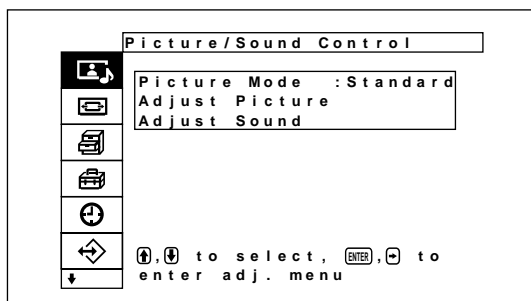 Picture/Sound Control
Picture Mode :Standard
Adjust Picture
Adjust Sound
↑,↓ to select, ENTER,→ to
enter adj. menu